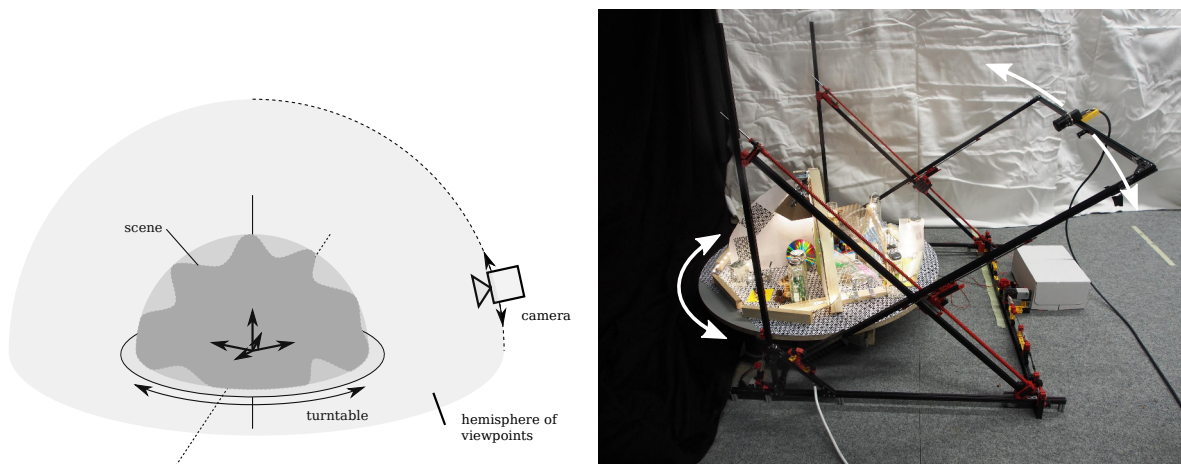 scene
camera
turntable
hemisphere of
viewpoints